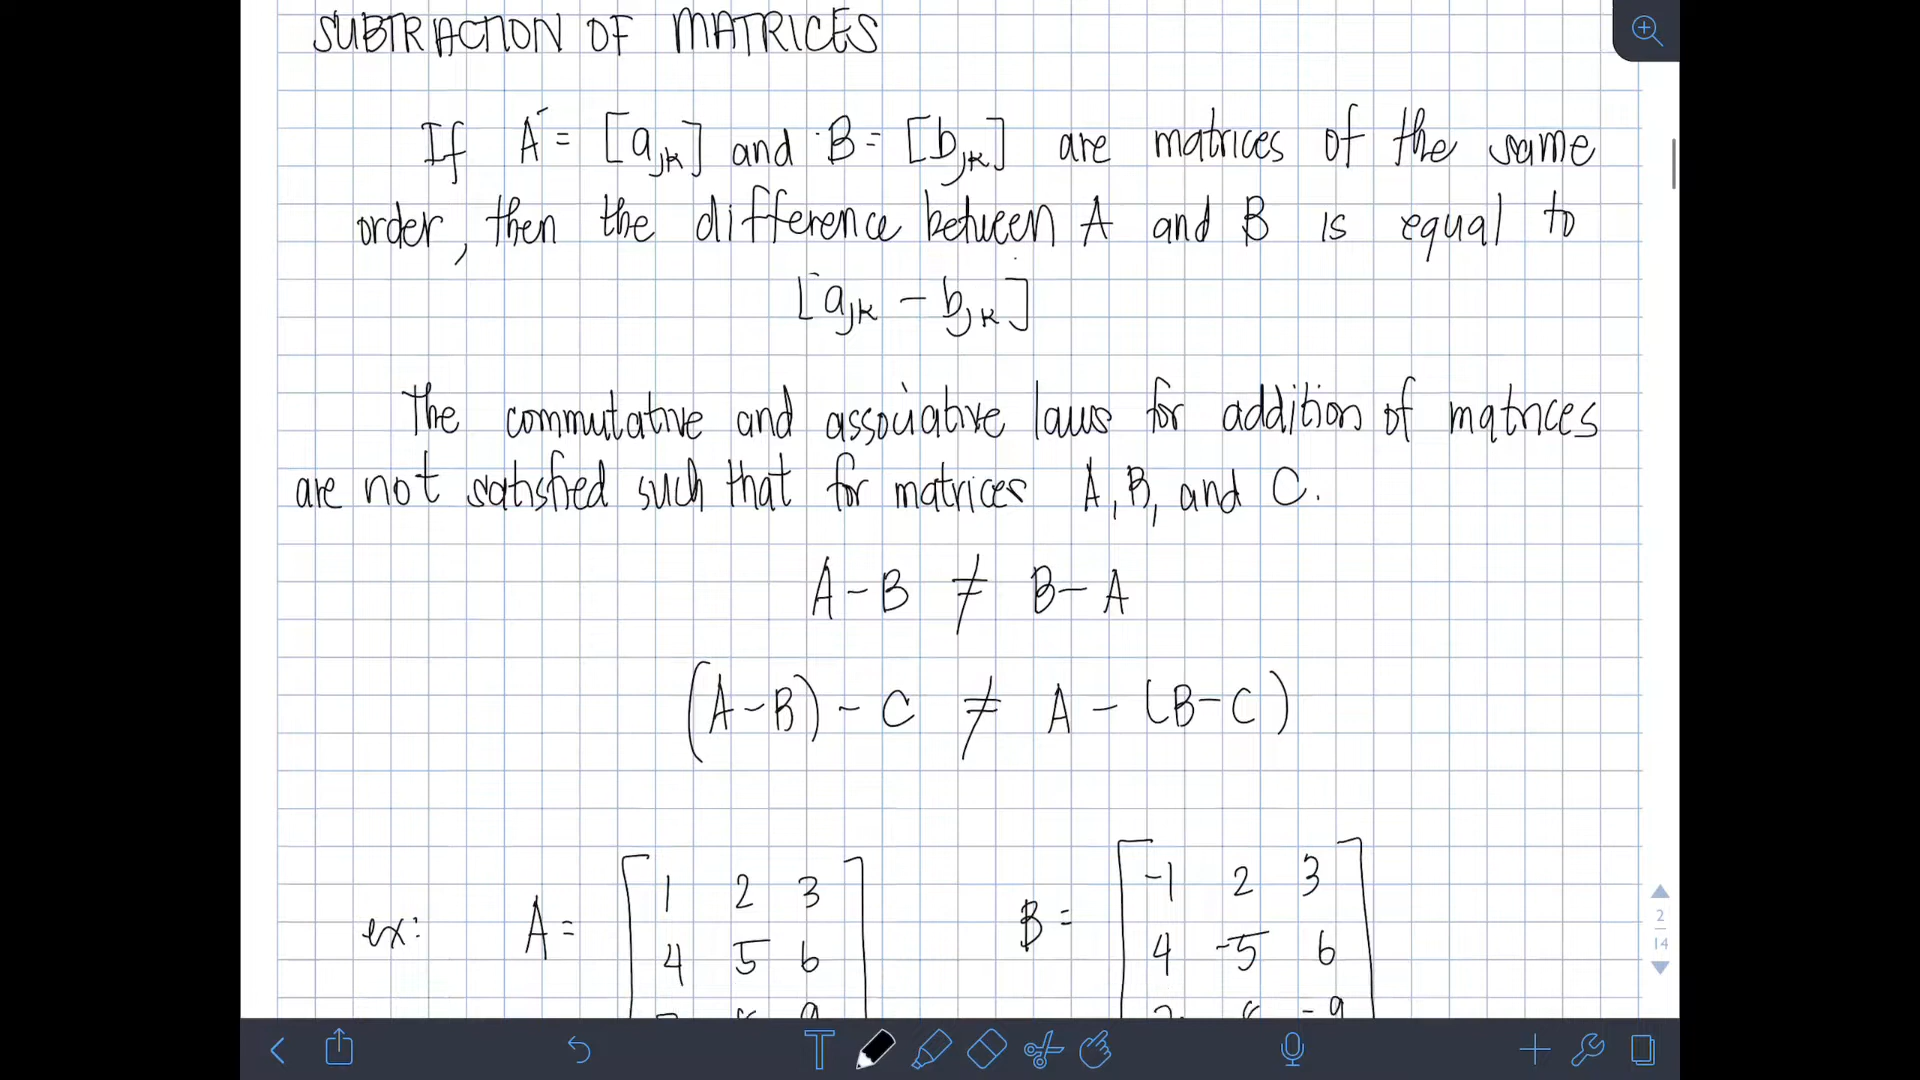 SUBTRACTION OF MATRICES
If A = [ajk] and B = [bjk] are matrices of the same
order, then the difference between A and B is equal to
[ajk - bjk]
The commutative and associative laws for addition of matrices
are not satisfied such that for matrices A, B, and C.
A - B ≠ B - A
(A - B) - C ≠ A - (B - C)
ex: A = [1 2 3 B = [-1 2 3
4 5 6 4 -5 6
9 -9
2
14
T